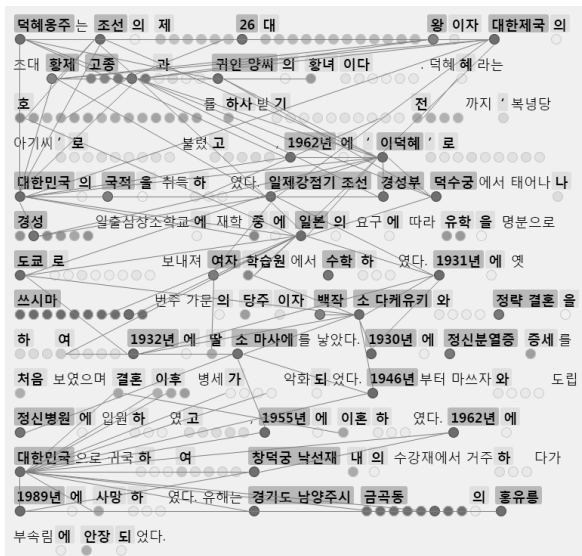 덕혜옹주는 조선 의 제 26 대 왕 이자 대한제국 의
초대 황제 고종 과 귀인 양씨 의 황녀 이다 . 덕혜 혜 라는
호 를 하사 받 기 전 까지 ‘ 복녕당
아기씨 ’ 로 불렸 고 , 1962년 에 ‘ 이덕혜 ’ 로
대한민국 의 국적 을 취득 하 였다. 일제강점기 조선 경성부 덕수궁 에서 태어나 나
경성 일출심상소학교 에 재학 중 에 일본 의 요구 에 따라 유학 을 명분으로
도쿄 로 보내져 여자 학습원 에서 수학 하 였다. 1931년 에 옛
쓰시마 번주 가문 의 당주 이자 백작 소 다케유키 와 정략 결혼 을
하 여 1932년 에 딸 소 마사에 를 낳았다. 1930년 에 정신분열증 증세 를
처음 보였으며 결혼 이후 병세 가 악화 되 었다. 1946년 부터 마쓰자 와 도립
정신병원 에 입원 하 였 고 , 1955년 에 이혼 하 였다. 1962년 에
대한민국 으로 귀국 하 여 창덕궁 낙선재 내 의 수강재에서 거주 하 다가
1989년 에 사망 하 였다. 유해는 경기도 남양주시 금곡동 의 홍유릉
부속림 에 안장 되 었다.